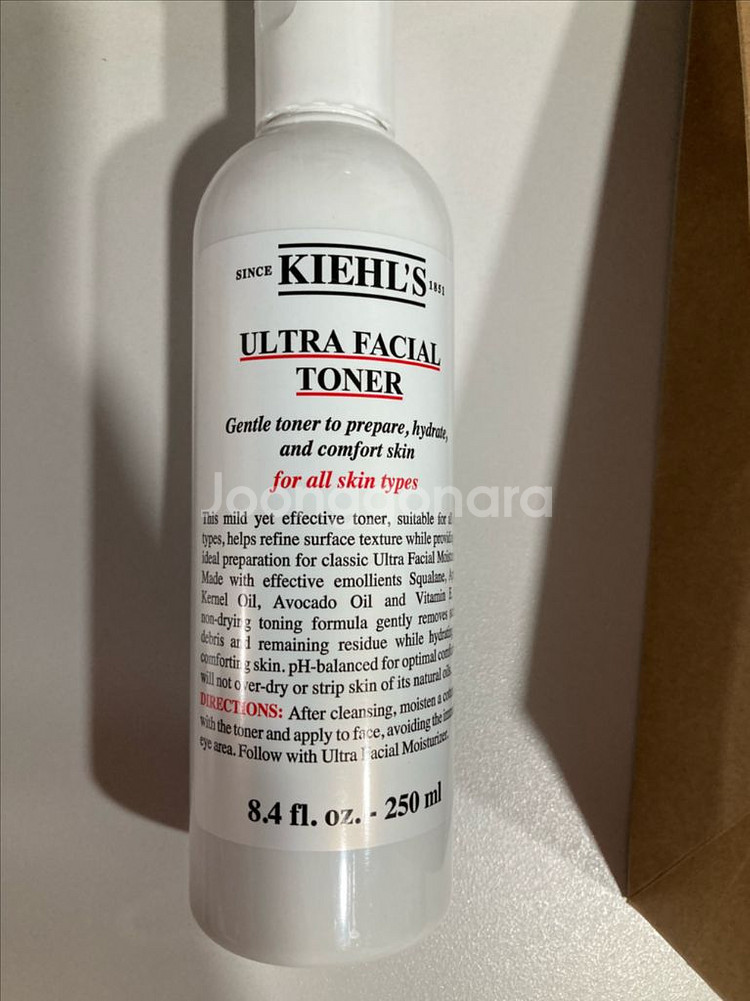 SINCE KIEHL'S 1851
ULTRA FACIAL
TONER
Gentle toner to prepare, hydrate,
and comfort skin
for all skin types
Joonggonara
This mild yet effective toner, suitable for
types, helps refine surface texture while
ideal preparation for classic Ultra Facial
Made with effective emollients Squalane,
Kernel Oil, Avocado Oil and Vitamin E
non-drying toning formula gently removes
debris and remaining residue while
comforting skin. pH-balanced for optimal
will not over-dry or strip skin of its natural oils.
DIRECTIONS: After cleansing, moisten a
with the toner and apply to face, avoiding the
eye area. Follow with Ultra Facial Moisturizer.
8.4 fl. oz. - 250 ml